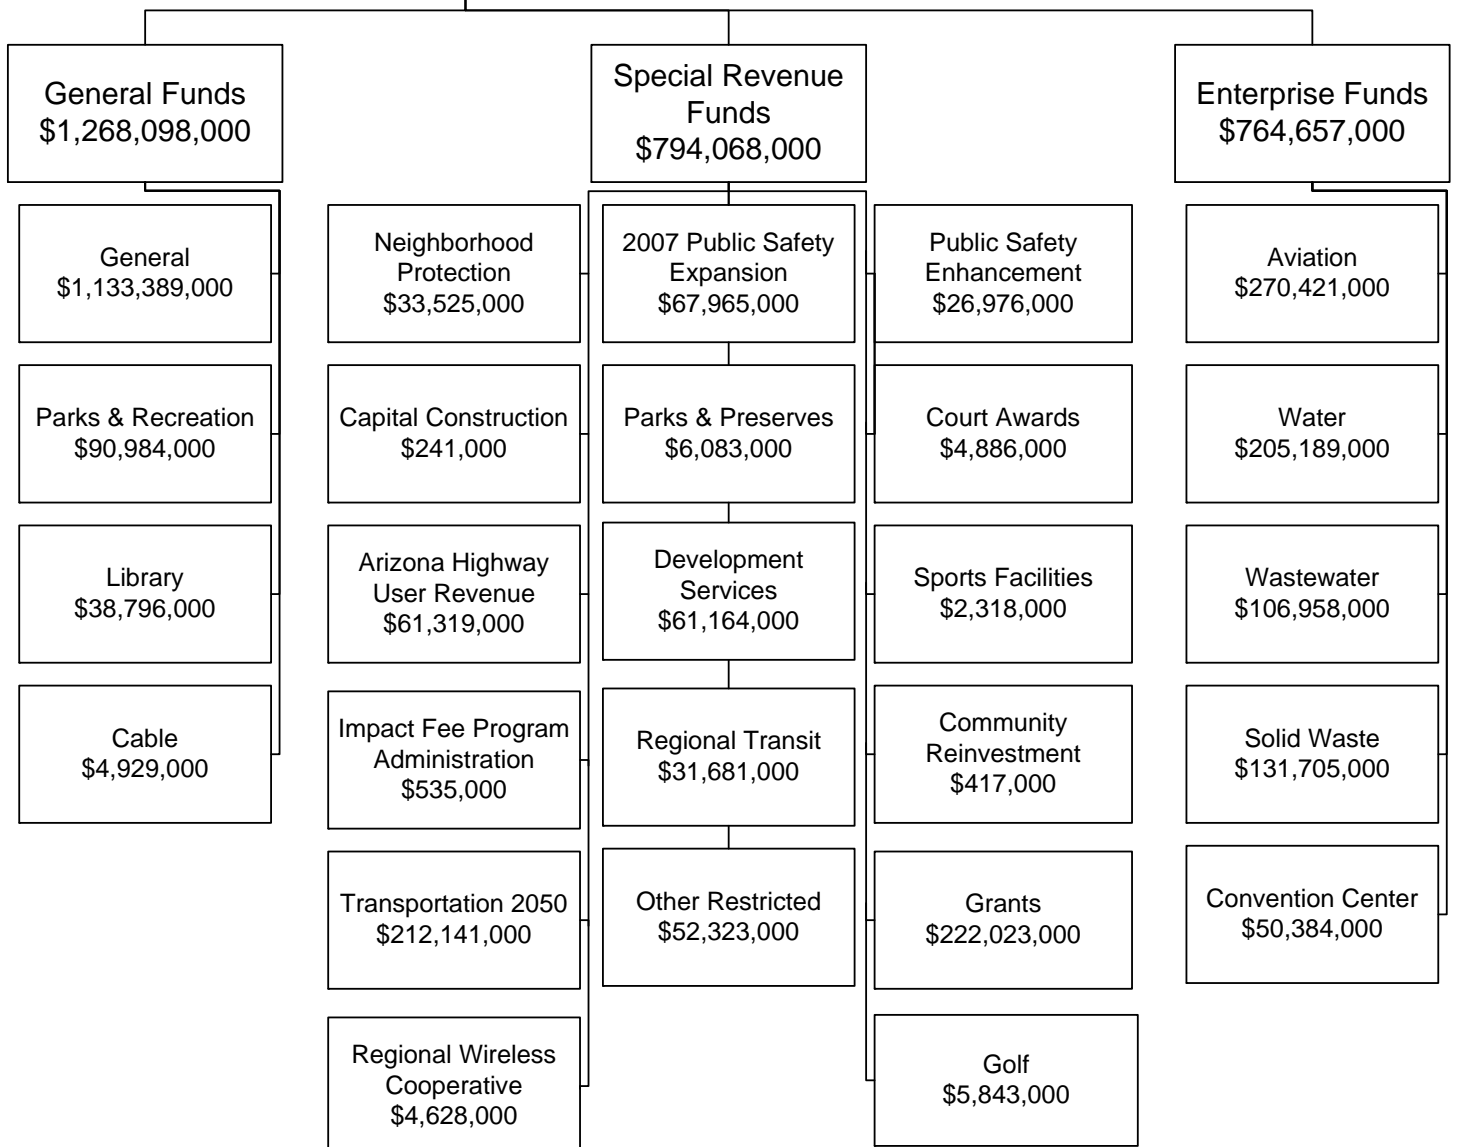 General Funds
$1,268,098,000
Special Revenue
Funds
$794,068,000
Enterprise Funds
$764,657,000
General
$1,133,389,000
Parks & Recreation
$90,984,000
Library
$38,796,000
Cable
$4,929,000
Neighborhood
Protection
$33,525,000
Capital Construction
$241,000
Arizona Highway
User Revenue
$61,319,000
Impact Fee Program
Administration
$535,000
Transportation 2050
$212,141,000
Regional Wireless
Cooperative
$4,628,000
2007 Public Safety
Expansion
$67,965,000
Parks & Preserves
$6,083,000
Development
Services
$61,164,000
Regional Transit
$31,681,000
Other Restricted
$52,323,000
Public Safety
Enhancement
$26,976,000
Court Awards
$4,886,000
Sports Facilities
$2,318,000
Community
Reinvestment
$417,000
Grants
$222,023,000
Golf
$5,843,000
Aviation
$270,421,000
Water
$205,189,000
Wastewater
$106,958,000
Solid Waste
$131,705,000
Convention Center
$50,384,000